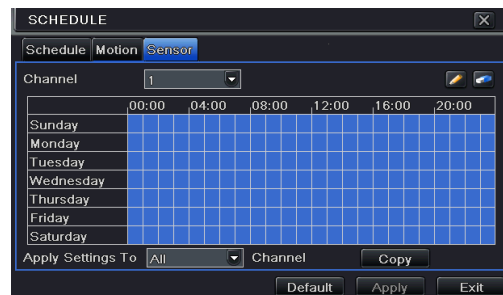 SCHEDULE
Schedule Motion Sensor
Channel 1
00:00 04:00 08:00 12:00 16:00 20:00
Sunday
Monday
Tuesday
Wednesday
Thursday
Friday
Saturday
Apply Settings To All Channel Copy
Default Apply Exit